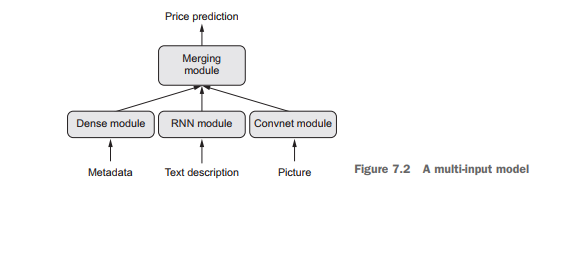 Price prediction
Merging
module
Dense module
RNN module
Convnet module
Metadata
Text description
Picture
Figure 7.2 A multi-input model